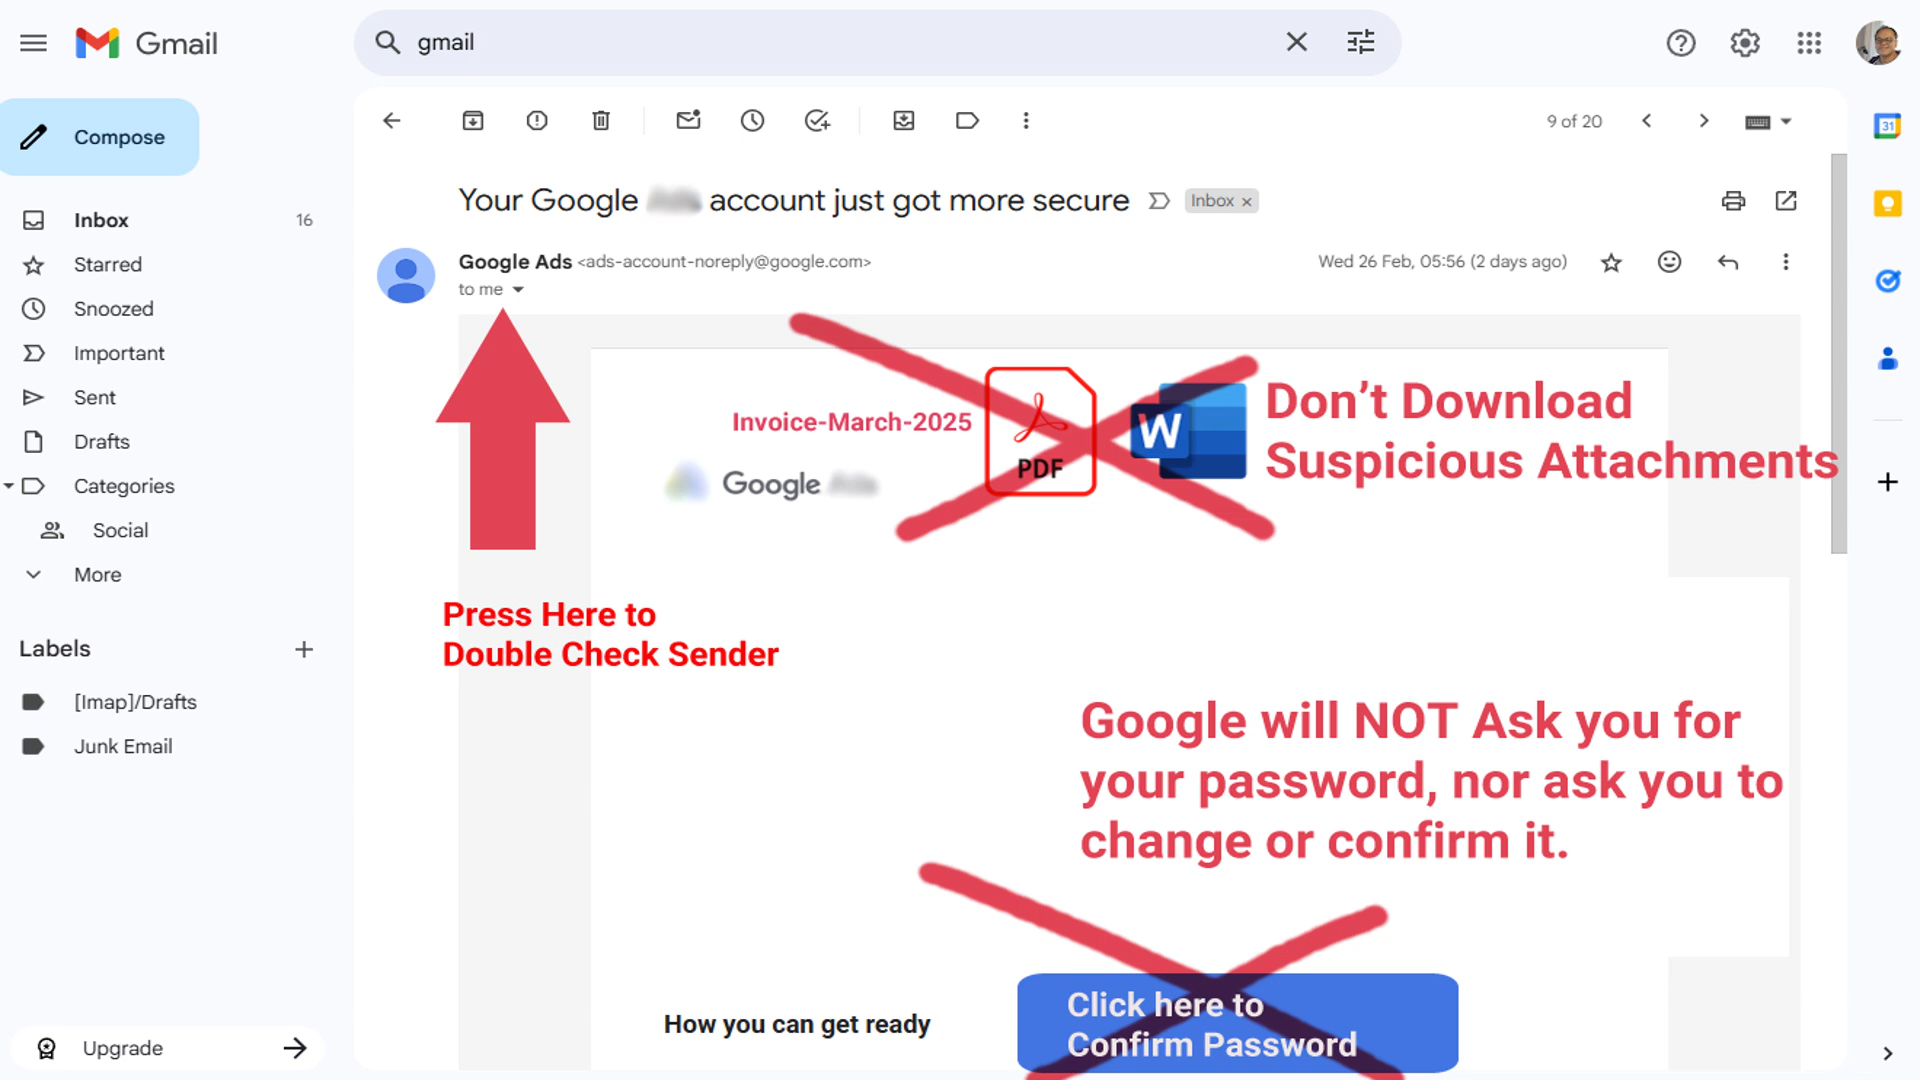 Gmail
gmail
Compose
9 of 20
Inbox 16
Starred
Snoozed
Important
Sent
Drafts
Categories
Social
More
Labels
[Imap]/Drafts
Junk Email
Upgrade
31
Your Google account just got more secure
Inbox ×
Google Ads <ads-account-noreply@google.com>
Wed 26 Feb, 05:56 (2 days ago)
to me
Invoice-March-2025
PDF
W
Don’t Download
Suspicious Attachments
Google
Press Here to
Double Check Sender
Google will NOT Ask you for
your password, nor ask you to
change or confirm it.
How you can get ready
Click here to
Confirm Password